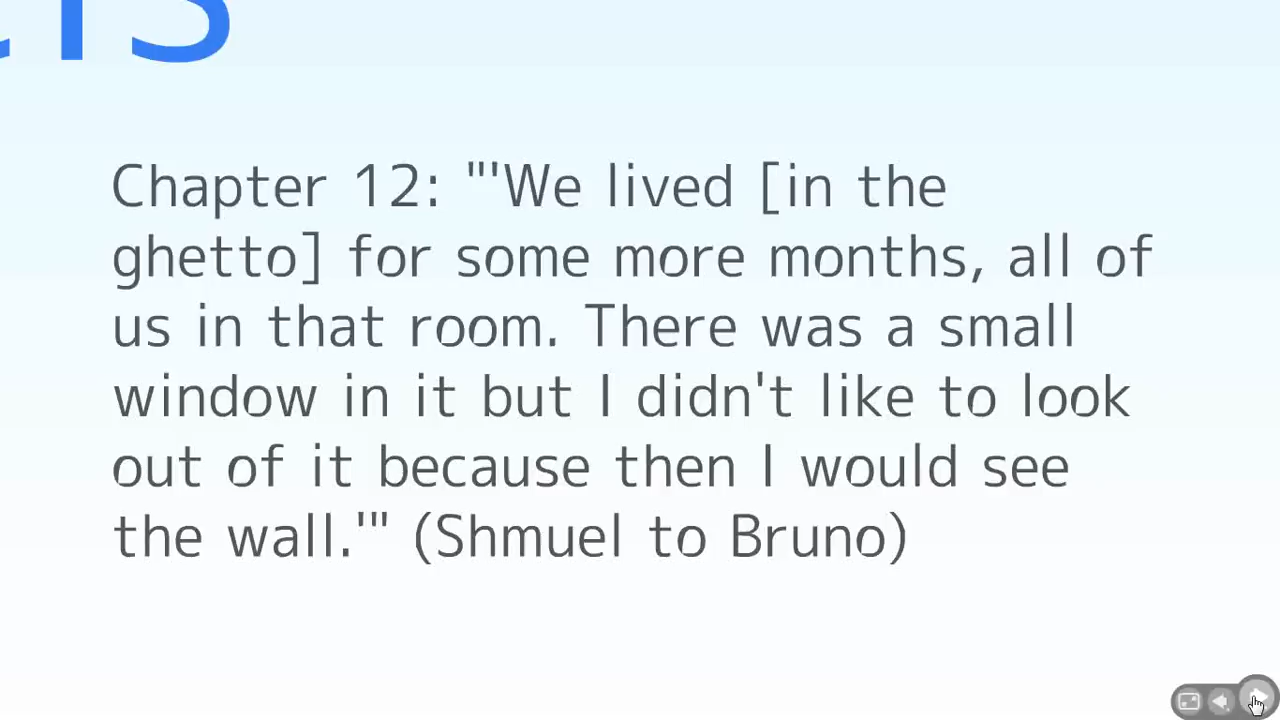 Chapter 12: "'We lived [in the
ghetto] for some more months, all of
us in that room. There was a small
window in it but I didn't like to look
out of it because then I would see
the wall.'" (Shmuel to Bruno)